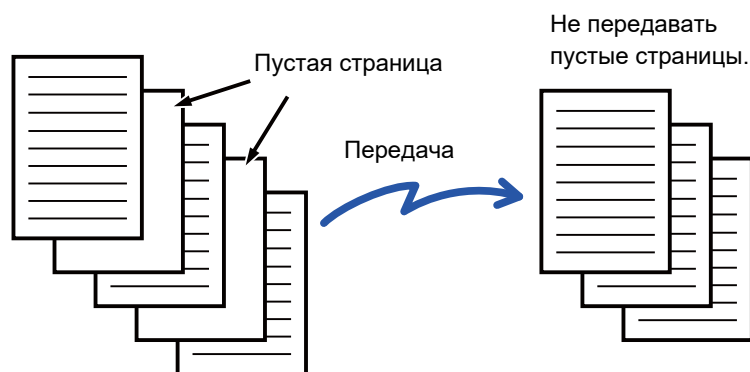 Не передавать
пустые страницы.
Пустая страница
Передача